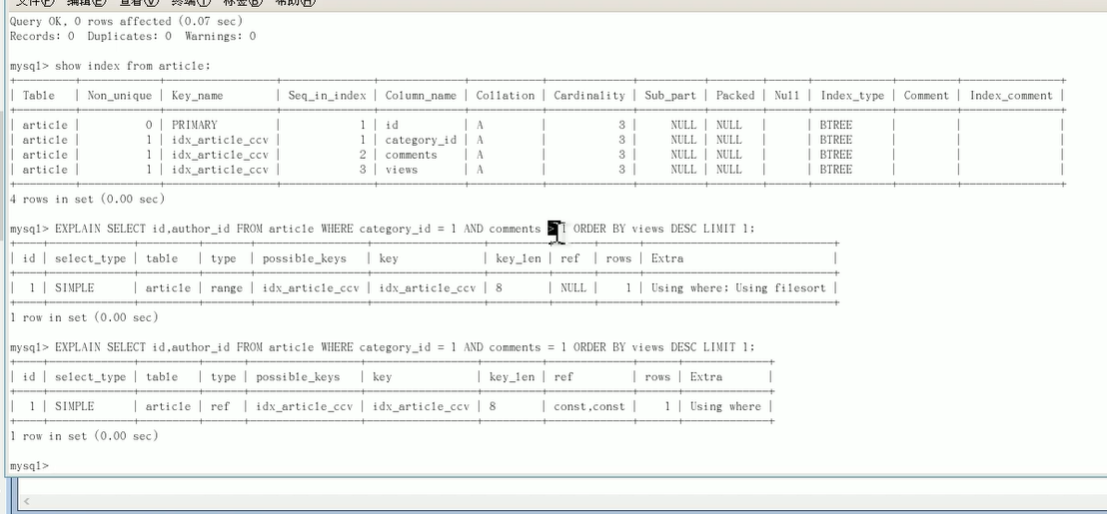 文件(F) 编辑(E) 查看(V) 终端(T) 标签(B) 帮助(H)
Query OK, 0 rows affected (0.07 sec)
Records: 0 Duplicates: 0 Warnings: 0
mysql> show index from article;
| Table | Non_unique | Key_name | Seq_in_index | Column_name | Collation | Cardinality | Sub_part | Packed | Null | Index_type | Comment | Index_comment |
| article | 0 | PRIMARY | 1 | id | A | 3 | NULL | NULL | | BTREE | | |
| article | 1 | idx_article_ccv | 1 | category_id | A | 3 | NULL | NULL | | BTREE | | |
| article | 1 | idx_article_ccv | 2 | comments | A | 3 | NULL | NULL | | BTREE | | |
| article | 1 | idx_article_ccv | 3 | views | A | 3 | NULL | NULL | | BTREE | | |
4 rows in set (0.00 sec)
mysql> EXPLAIN SELECT id,author_id FROM article WHERE category_id = 1 AND comments > 1 ORDER BY views DESC LIMIT 1;
| id | select_type | table | type | possible_keys | key | key_len | ref | rows | Extra |
| 1 | SIMPLE | article | range | idx_article_ccv | idx_article_ccv | 8 | NULL | 1 | Using where; Using filesort |
1 row in set (0.00 sec)
mysql> EXPLAIN SELECT id,author_id FROM article WHERE category_id = 1 AND comments = 1 ORDER BY views DESC LIMIT 1;
| id | select_type | table | type | possible_keys | key | key_len | ref | rows | Extra |
| 1 | SIMPLE | article | ref | idx_article_ccv | idx_article_ccv | 8 | const,const | 1 | Using where |
1 row in set (0.00 sec)
mysql>